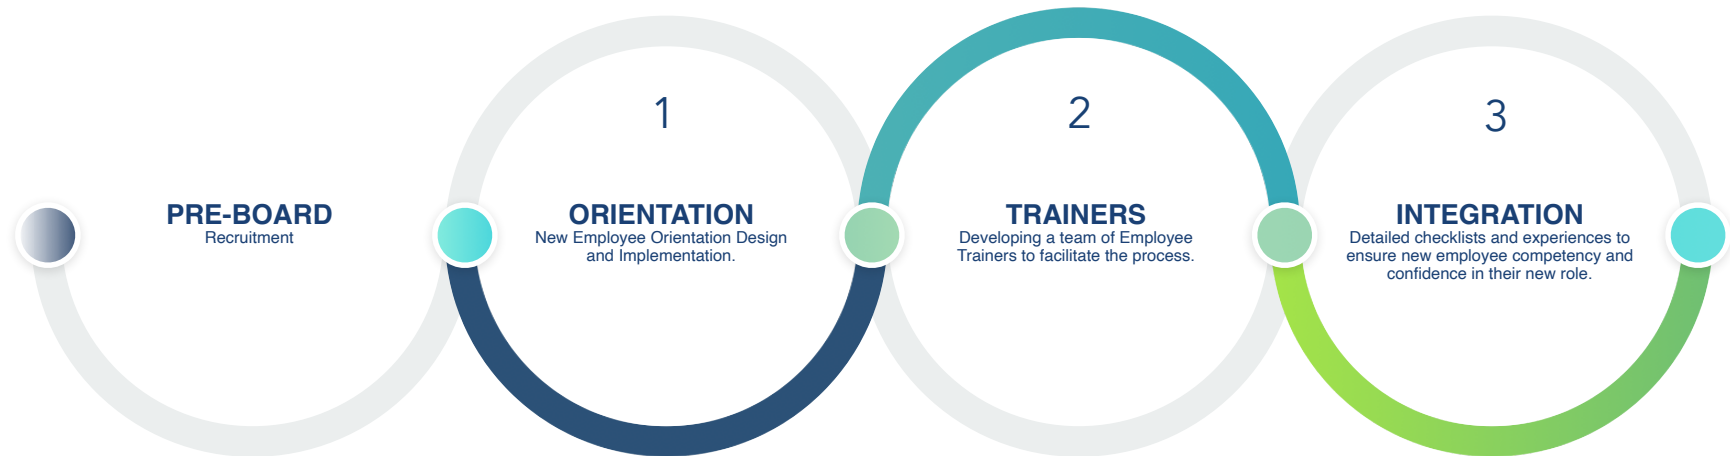 PRE-BOARD
Recruitment
1
ORIENTATION
New Employee Orientation Design
and Implementation.
2
TRAINERS
Developing a team of Employee
Trainers to facilitate the process.
3
INTEGRATION
Detailed checklists and experiences to
ensure new employee competency and
confidence in their new role.